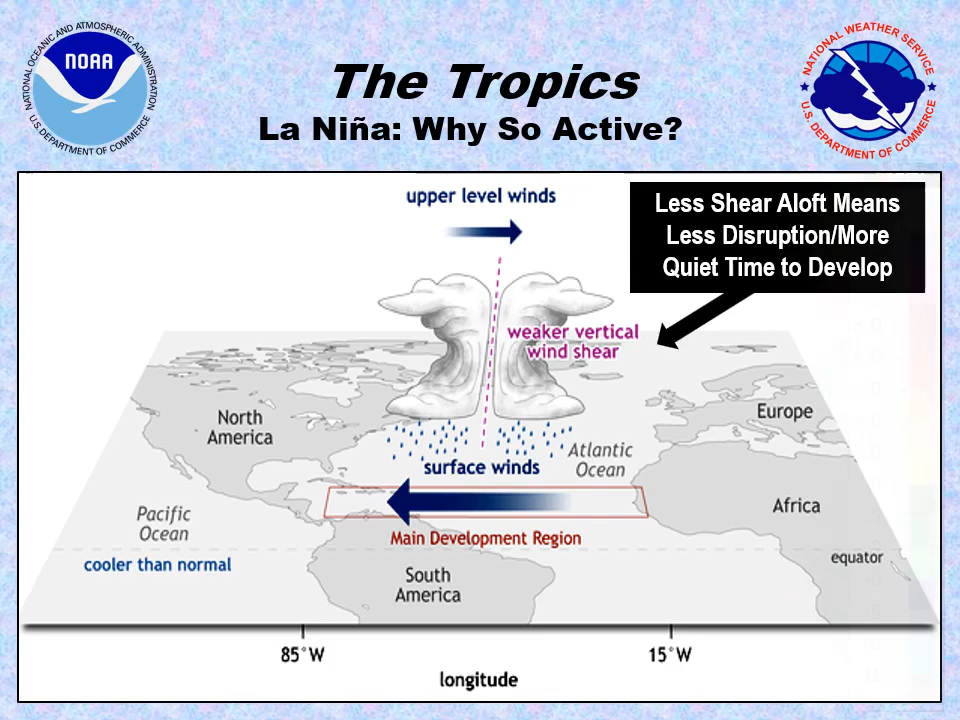 NATIONAL OCEANIC AND ATMOSPHERIC ADMINISTRATION
NOAA
U.S. DEPARTMENT OF COMMERCE
The Tropics
La Niña: Why So Active?
NATIONAL WEATHER SERVICE
U.S. DEPARTMENT OF COMMERCE
upper level winds
Less Shear Aloft Means
Less Disruption/More
Quiet Time to Develop
weaker vertical
wind shear
North
America
Europe
Atlantic
Ocean
surface winds
Africa
Pacific
Ocean
Main Development Region
equator
cooler than normal
South
America
85°W
15°W
longitude